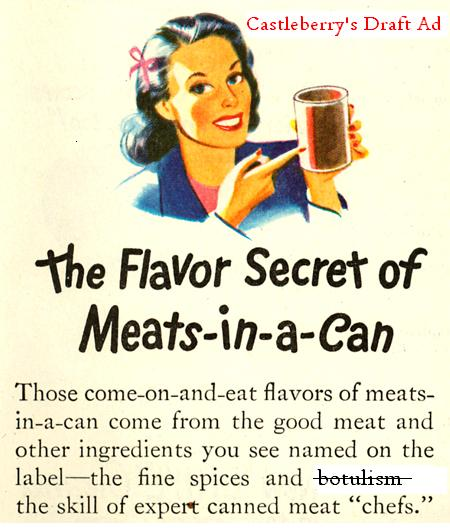 Castleberry's Draft Ad
The Flavor Secret of
Meats-in-a-Can
Those come-on-and-eat flavors of meats-
in-a-can come from the good meat and
other ingredients you see named on the
label—the fine spices and botulism
the skill of expert canned meat "chefs."